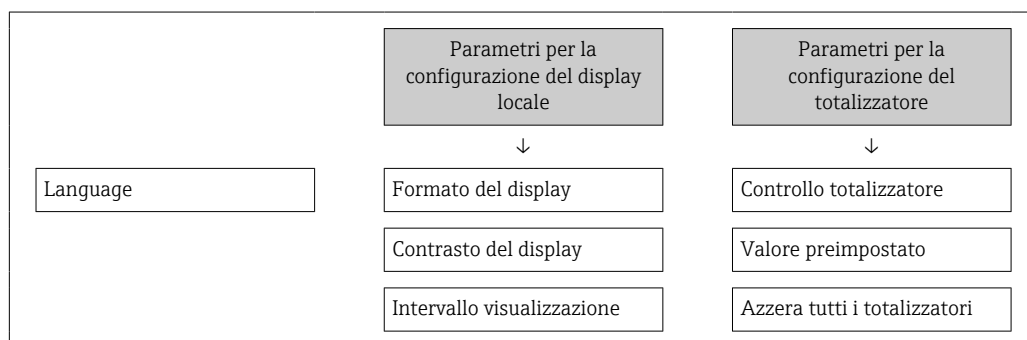 Parametri per la
configurazione del display
locale
Parametri per la
configurazione del
totalizzatore
↓
↓
Language
Formato del display
Controllo totalizzatore
Contrasto del display
Valore preimpostato
Intervallo visualizzazione
Azzera tutti i totalizzatori